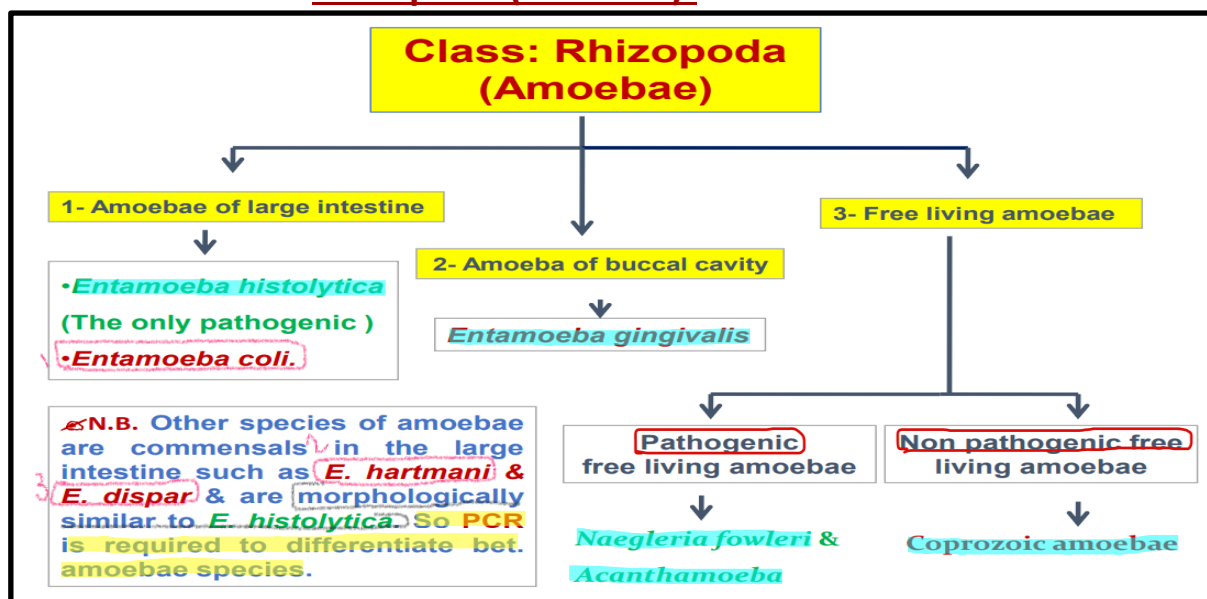 Class: Rhizopoda
(Amoebae)
1- Amoebae of large intestine
•Entamoeba histolytica
(The only pathogenic )
•Entamoeba coli.
2- Amoeba of buccal cavity
Entamoeba gingivalis
3- Free living amoebae
N.B. Other species of amoebae
are commensals in the large
intestine such as E. hartmani &
E. dispar & are morphologically
similar to E. histolytica. So PCR
is required to differentiate bet.
amoebae species.
Pathogenic
free living amoebae
Naegleria fowleri &
Acanthamoeba
Non pathogenic free
living amoebae
Coprozoic amoebae